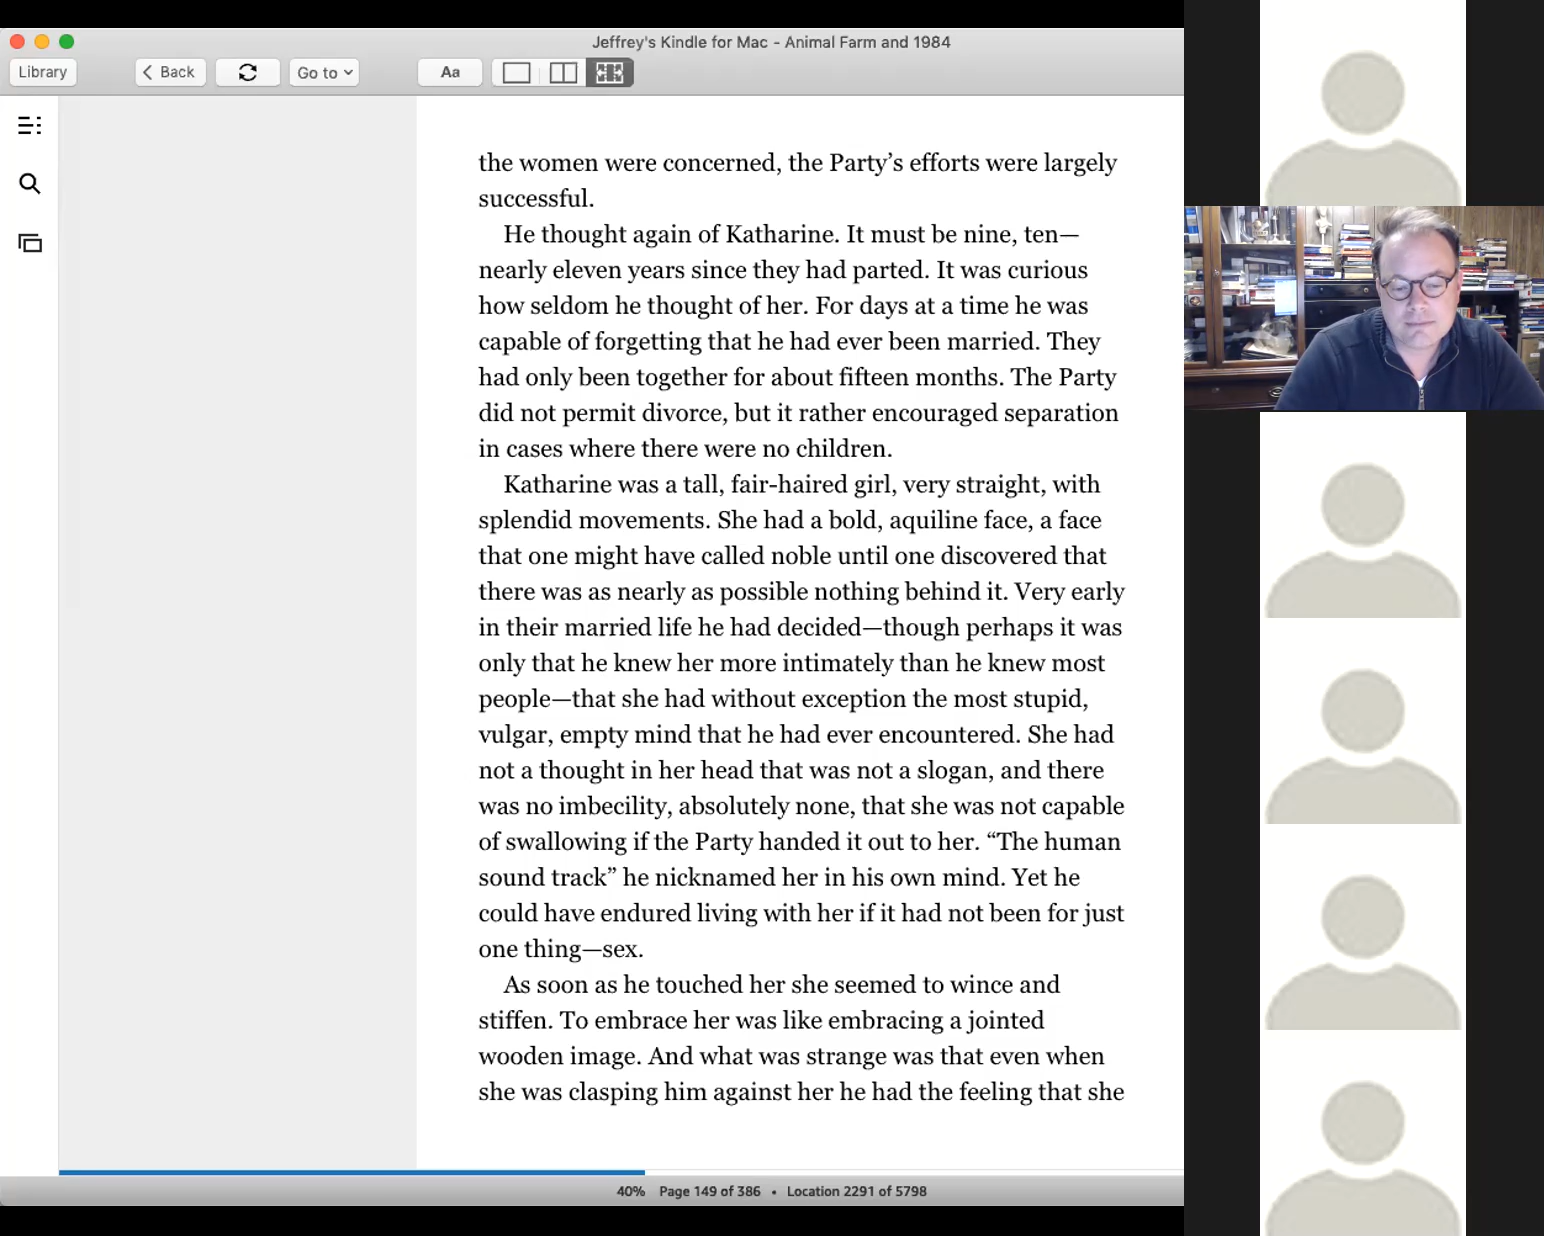 Jeffrey's Kindle for Mac - Animal Farm and 1984
Library
Back
Go to
Aa
the women were concerned, the Party’s efforts were largely
successful.
He thought again of Katharine. It must be nine, ten—
nearly eleven years since they had parted. It was curious
how seldom he thought of her. For days at a time he was
capable of forgetting that he had ever been married. They
had only been together for about fifteen months. The Party
did not permit divorce, but it rather encouraged separation
in cases where there were no children.
Katharine was a tall, fair-haired girl, very straight, with
splendid movements. She had a bold, aquiline face, a face
that one might have called noble until one discovered that
there was as nearly as possible nothing behind it. Very early
in their married life he had decided—though perhaps it was
only that he knew her more intimately than he knew most
people—that she had without exception the most stupid,
vulgar, empty mind that he had ever encountered. She had
not a thought in her head that was not a slogan, and there
was no imbecility, absolutely none, that she was not capable
of swallowing if the Party handed it out to her. “The human
sound track” he nicknamed her in his own mind. Yet he
could have endured living with her if it had not been for just
one thing—sex.
As soon as he touched her she seemed to wince and
stiffen. To embrace her was like embracing a jointed
wooden image. And what was strange was that even when
she was clasping him against her he had the feeling that she
40% Page 149 of 386 • Location 2291 of 5798